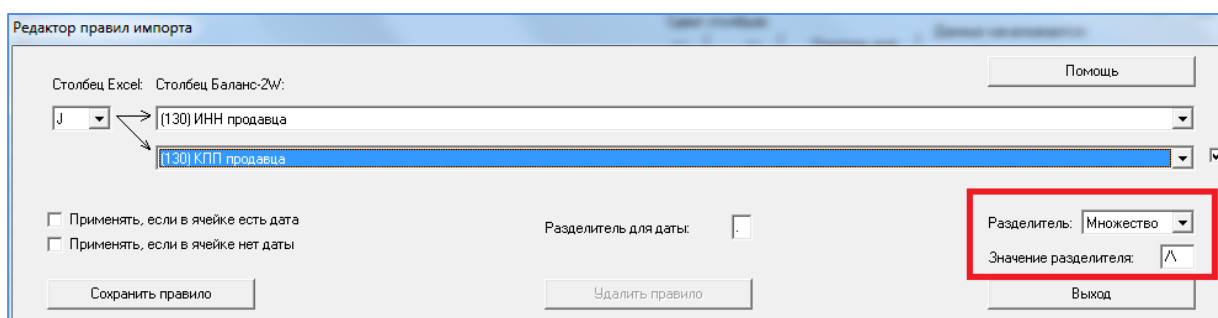 Редактор правил импорта
Помощь
Столбец Excel: Столбец Баланс-2W:
J (130) ИНН продавца
(130) КПП продавца
Применять, если в ячейке есть дата
Разделитель для даты: .
Разделитель: Множество
Применять, если в ячейке нет даты
Значение разделителя: /\
Сохранить правило Удалить правило Выход